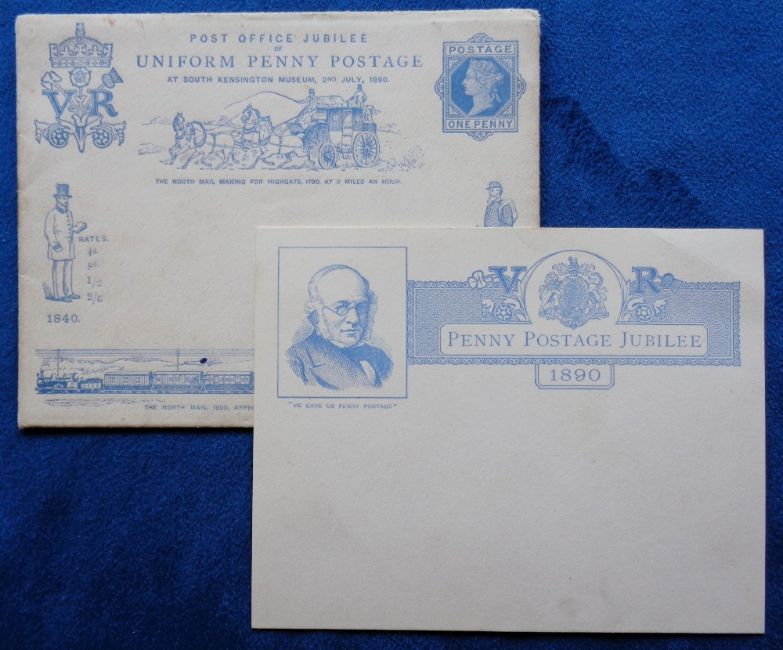 POST OFFICE JUBILEE
OF
UNIFORM PENNY POSTAGE
AT SOUTH KENSINGTON MUSEUM, 2ND JULY, 1890.
V R
POSTAGE
ONE PENNY
THE NORTH MAIL MAKING FOR HIGHGATE, 1790, AT 8 MILES AN HOUR.
RATES.
4d
8d
1/2
2/6
1840.
THE NORTH MAIL, 1890, APPRO
V R
PENNY POSTAGE JUBILEE
1890
"HE GAVE US PENNY POSTAGE"